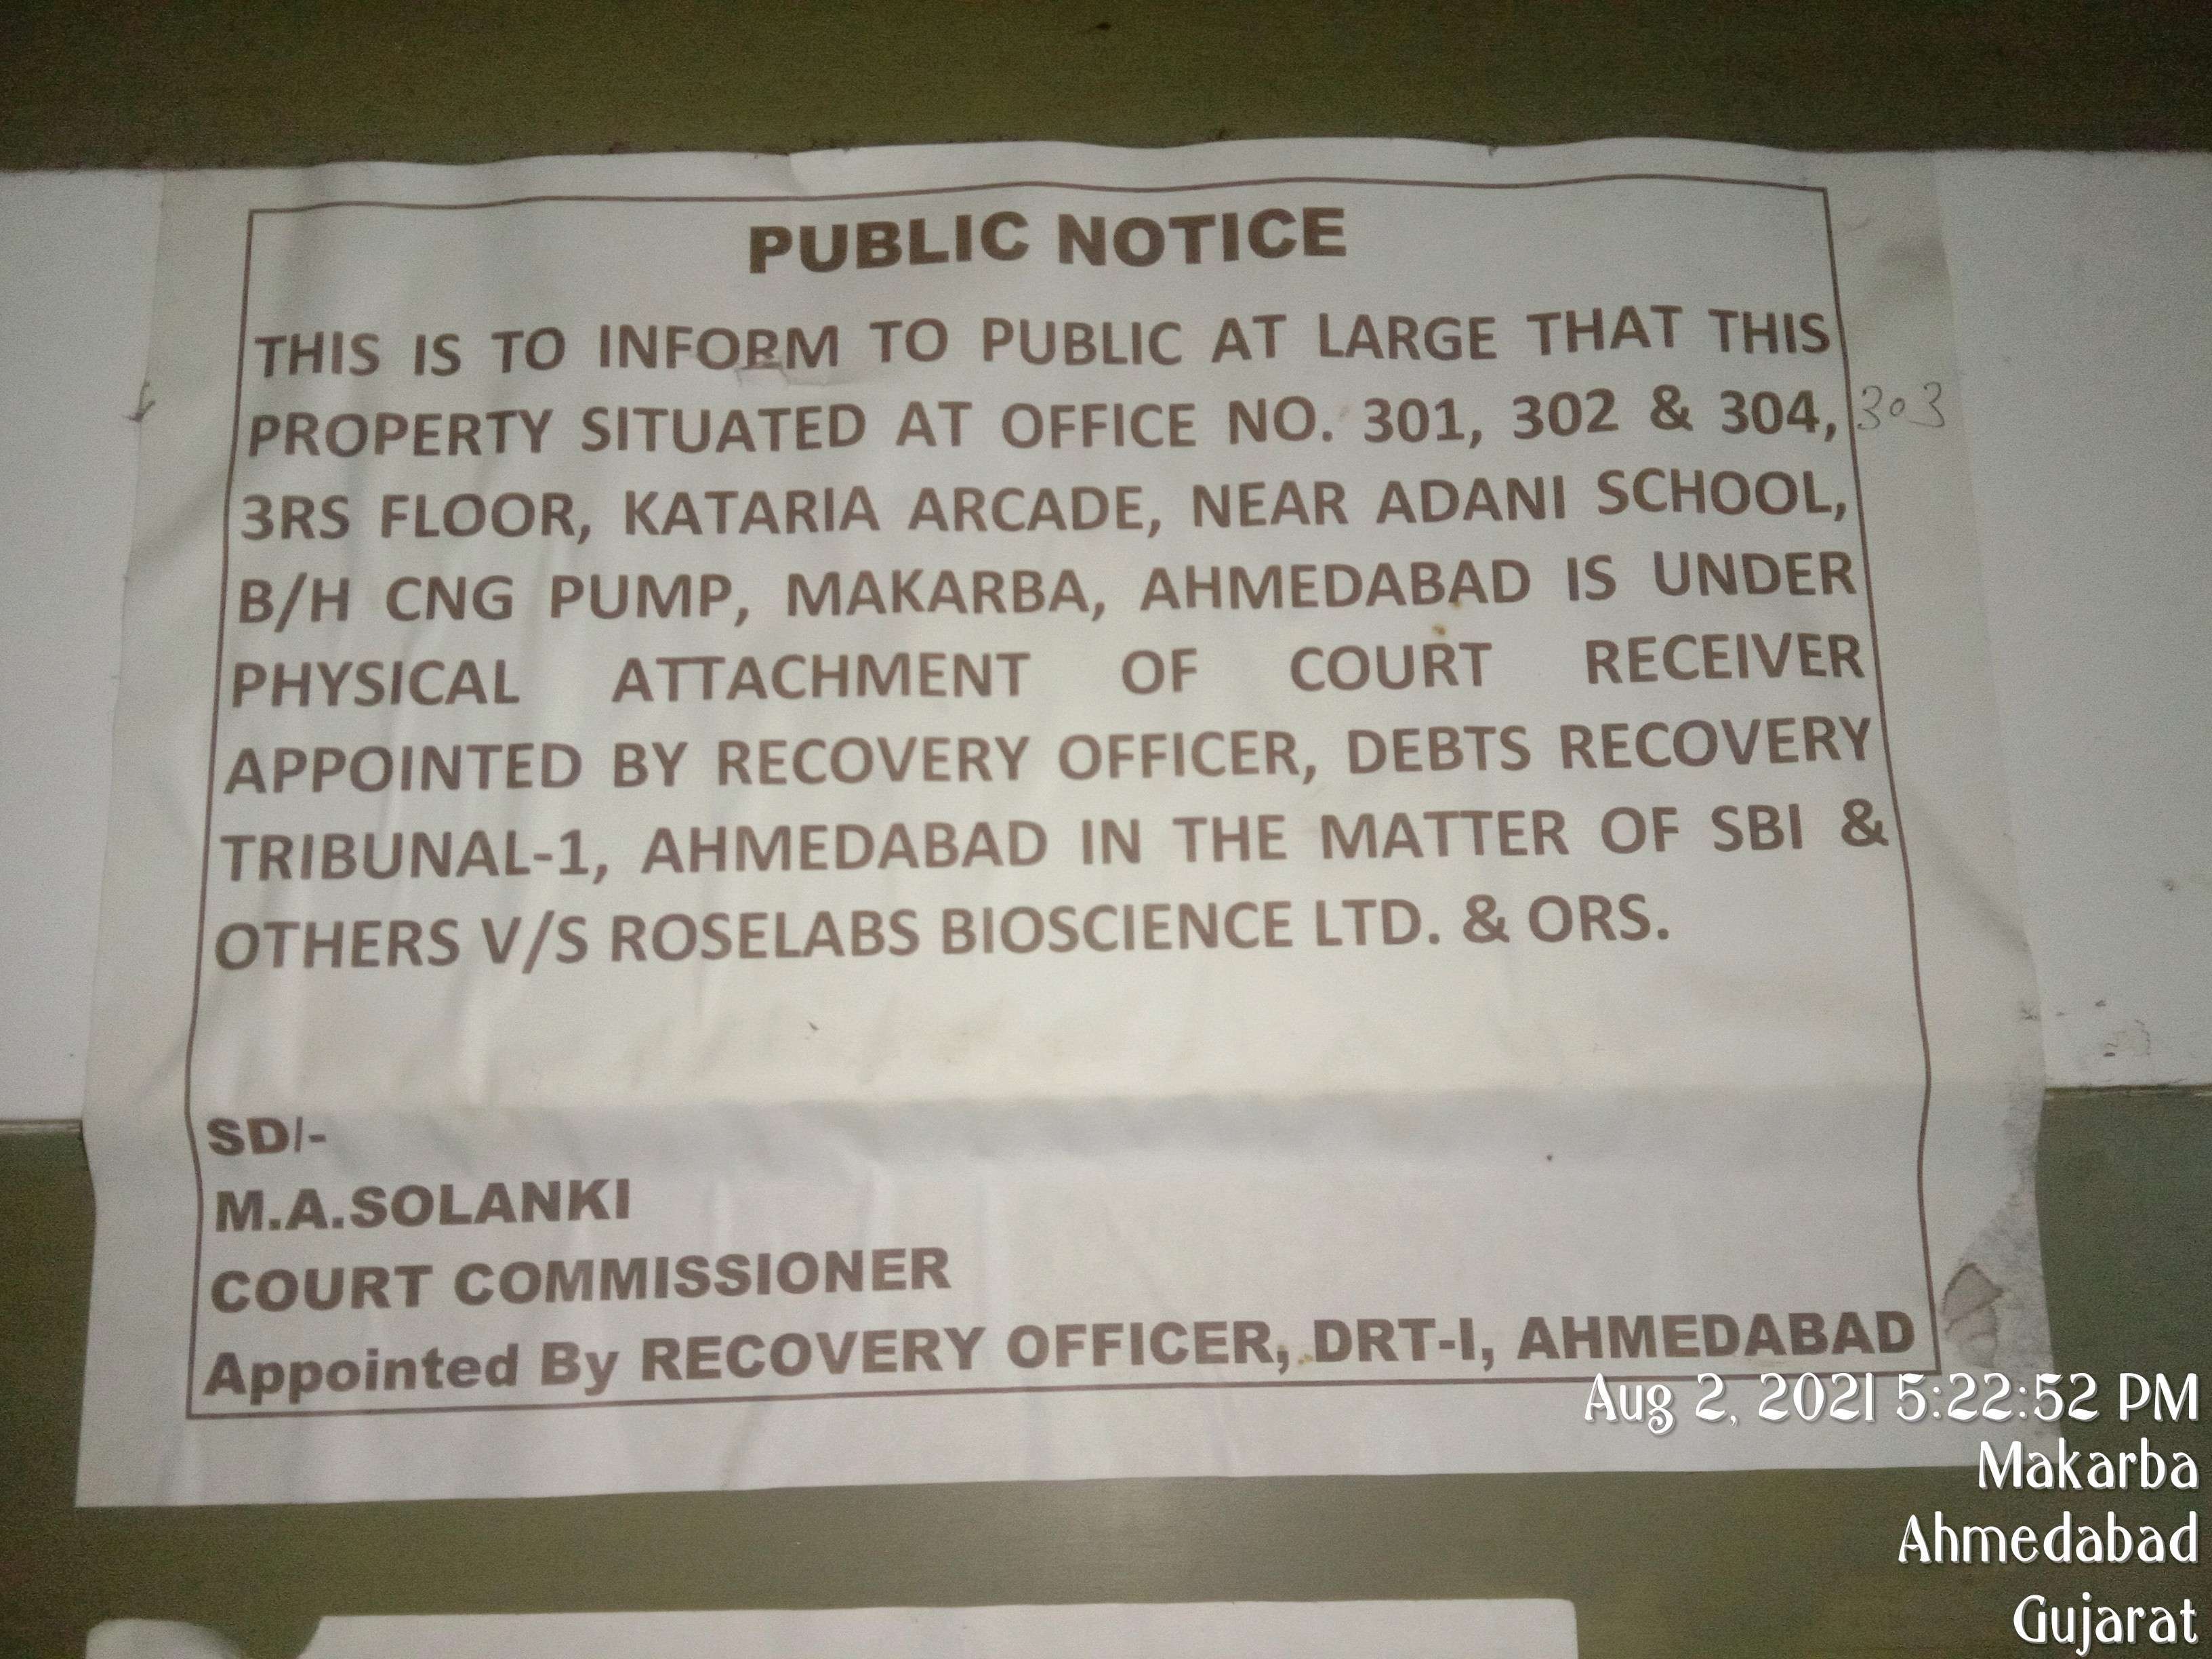 PUBLIC NOTICE
THIS IS TO INFORM TO PUBLIC AT LARGE THAT THIS
PROPERTY SITUATED AT OFFICE NO. 301, 302 & 304, 303
3RS FLOOR, KATARIA ARCADE, NEAR ADANI SCHOOL,
B/H CNG PUMP, MAKARBA, AHMEDABAD IS UNDER
PHYSICAL ATTACHMENT OF COURT RECEIVER
APPOINTED BY RECOVERY OFFICER, DEBTS RECOVERY
TRIBUNAL-1, AHMEDABAD IN THE MATTER OF SBI &
OTHERS V/S ROSELABS BIOSCIENCE LTD. & ORS.
SD/-
M.A.SOLANKI
COURT COMMISSIONER
Appointed By RECOVERY OFFICER, DRT-I, AHMEDABAD
Aug 2, 2021 5:22:52 PM
Makarba
Ahmedabad
Gujarat